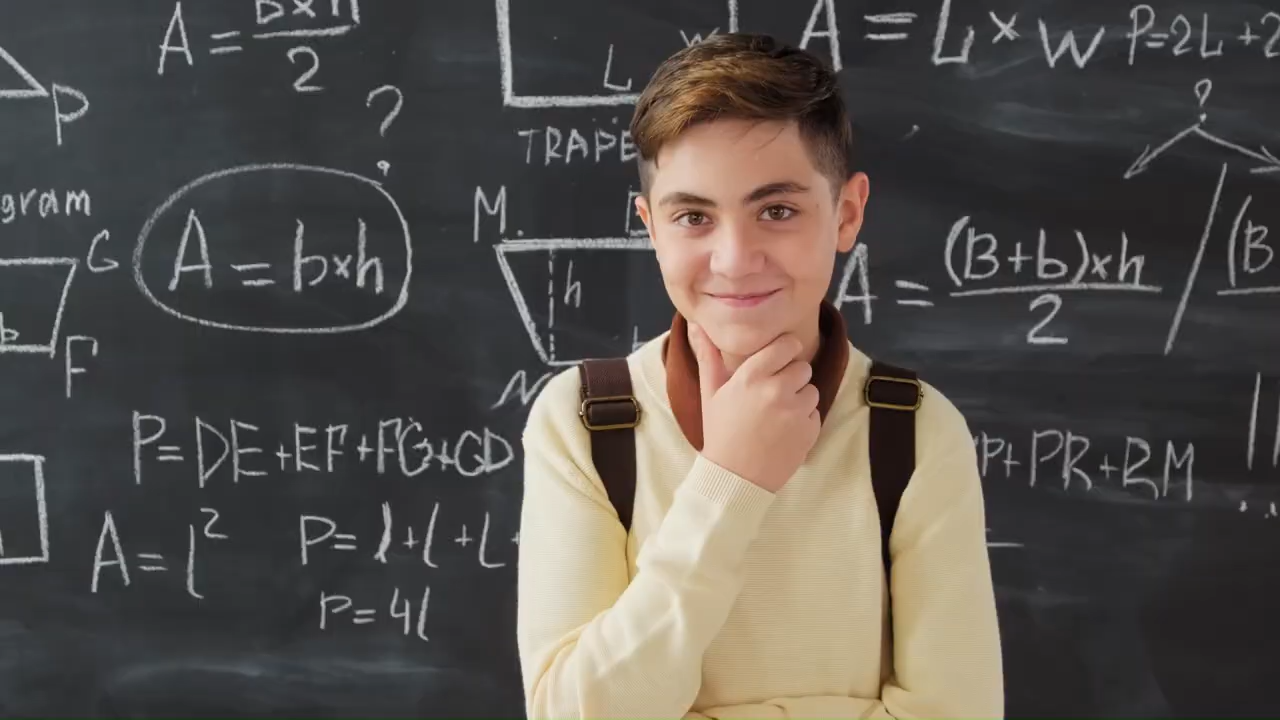 A = b×h / 2
L
W
A = L × W
P=2L+2
P
?
?
TRAPE
gram
G
A = b×h
M
h
A = (B+b)×h / 2
(B
b
F
N
P=DE+EF+FG+GD
P+PR+RM
A=l²
P=l+l+l+
P=4l